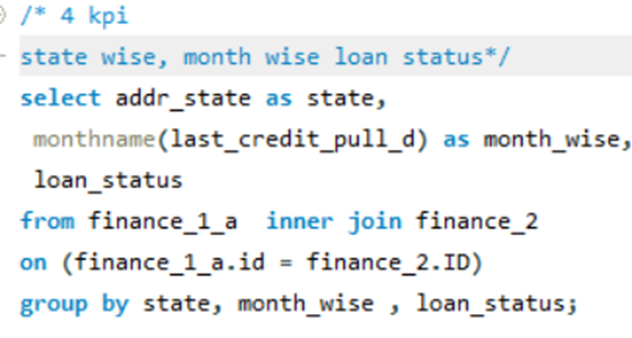 /* 4 kpi
state wise, month wise loan status*/
select addr_state as state,
monthname(last_credit_pull_d) as month_wise,
loan_status
from finance_1_a  inner join finance_2
on (finance_1_a.id = finance_2.ID)
group by state, month_wise , loan_status;